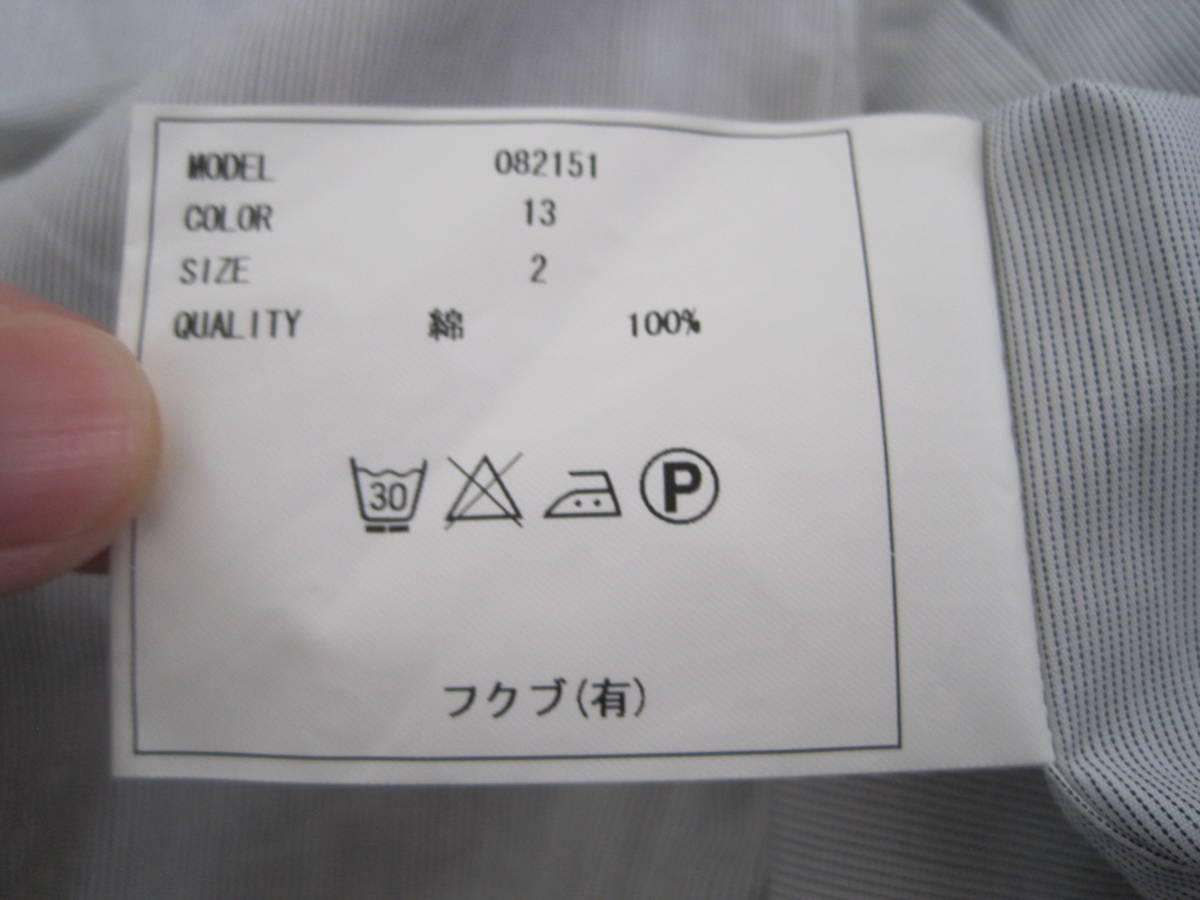 MODEL 082151
COLOR 13
SIZE 2
QUALITY 綿 100%
30 P
フクブ(有)